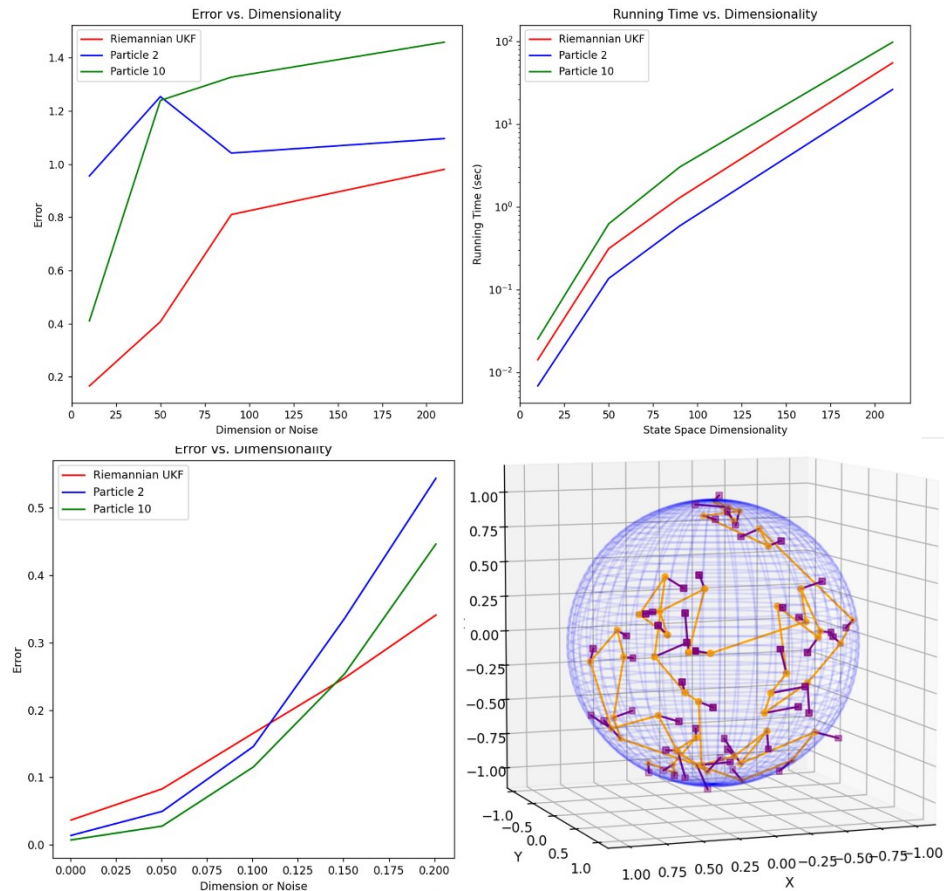 Error vs. Dimensionality
Riemannian UKF
Particle 2
Particle 10
1.4
1.2
1.0
0.8
0.6
0.4
0.2
Error
0 25 50 75 100 125 150 175 200
Dimension or Noise
Running Time vs. Dimensionality
Riemannian UKF
Particle 2
Particle 10
10²
10¹
10⁰
10⁻¹
10⁻²
Running Time (sec)
0 25 50 75 100 125 150 175 200
State Space Dimensionality
Error vs. Dimensionality
Riemannian UKF
Particle 2
Particle 10
0.5
0.4
0.3
0.2
0.1
0.0
Error
0.000 0.025 0.050 0.075 0.100 0.125 0.150 0.175 0.200
Dimension or Noise
1.00
0.75
0.50
0.25
0.00
−0.25
−0.50
−0.75
−1.00
−1.0
−0.5
0.0
0.5
1.0
Y
1.00 0.75 0.50 0.25 0.00 −0.25 −0.50 −0.75 −1.00
X